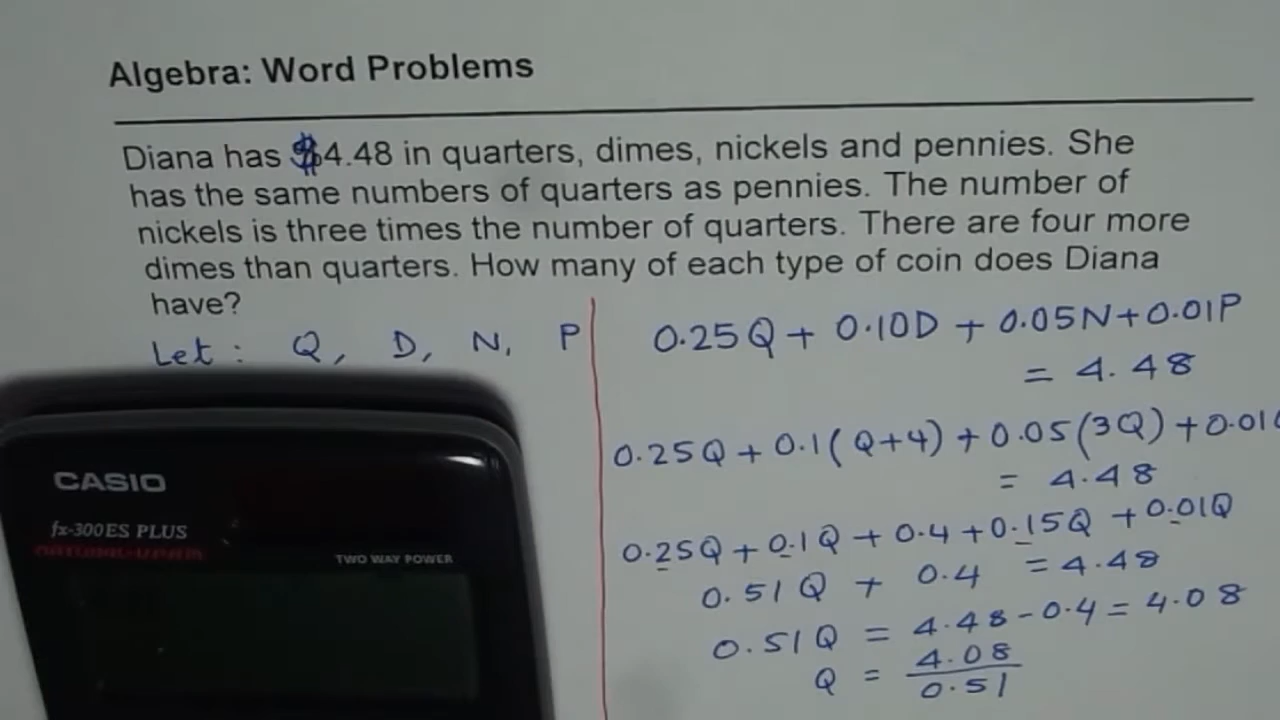 Algebra: Word Problems
Diana has $4.48 in quarters, dimes, nickels and pennies. She
has the same numbers of quarters as pennies. The number of
nickels is three times the number of quarters. There are four more
dimes than quarters. How many of each type of coin does Diana
have?
Let : Q, D, N, P
CASIO
fx-300ES PLUS
TWO WAY POWER
0.25Q + 0.10D + 0.05N + 0.01P
= 4.48
0.25Q + 0.1(Q+4) + 0.05(3Q) + 0.01
= 4.48
0.25Q + 0.1Q + 0.4 + 0.15Q + 0.01Q
0.51Q + 0.4 = 4.48
0.51Q = 4.48 - 0.4 = 4.08
Q = 4.08
0.51